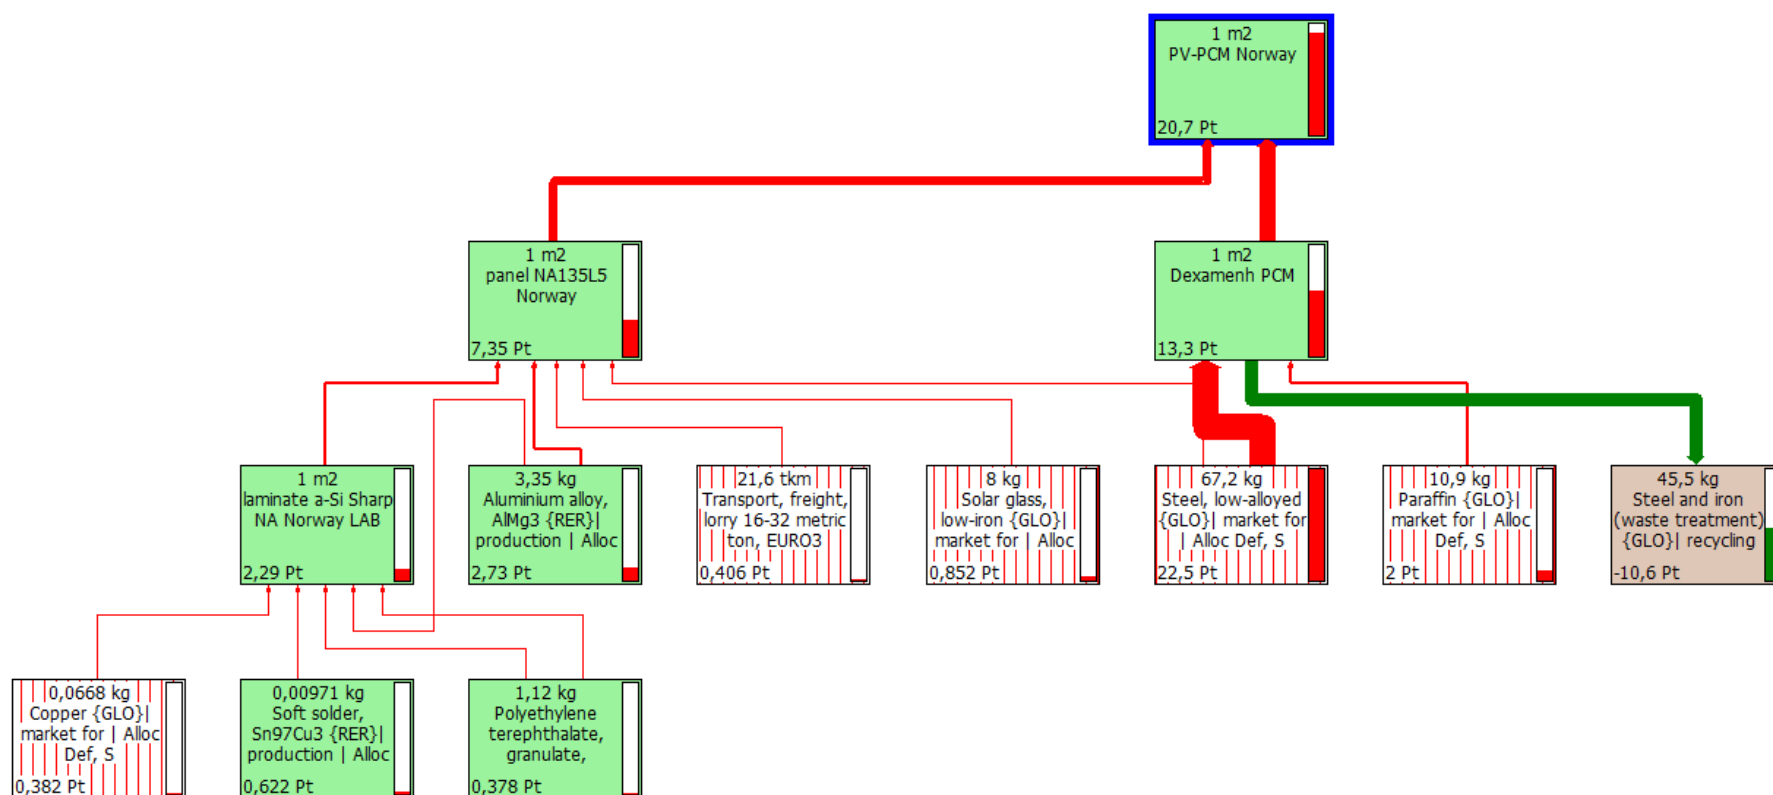 1 m2
PV-PCM Norway
20,7 Pt
1 m2
panel NA135L5
Norway
7,35 Pt
1 m2
Dexamenh PCM
13,3 Pt
1 m2
laminate a-Si Sharp
NA Norway LAB
2,29 Pt
3,35 kg
Aluminium alloy,
AlMg3 {RER}|
production | Alloc
2,73 Pt
21,6 tkm
Transport, freight,
lorry 16-32 metric
ton, EURO3
0,406 Pt
8 kg
Solar glass,
low-iron {GLO}|
market for | Alloc
0,852 Pt
67,2 kg
Steel, low-alloyed
{GLO}| market for
| Alloc Def, S
22,5 Pt
10,9 kg
Paraffin {GLO}|
market for | Alloc
Def, S
2 Pt
45,5 kg
Steel and iron
(waste treatment)
{GLO}| recycling
-10,6 Pt
0,0668 kg
Copper {GLO}|
market for | Alloc
Def, S
0,382 Pt
0,00971 kg
Soft solder,
Sn97Cu3 {RER}|
production | Alloc
0,622 Pt
1,12 kg
Polyethylene
terephthalate,
granulate,
0,378 Pt